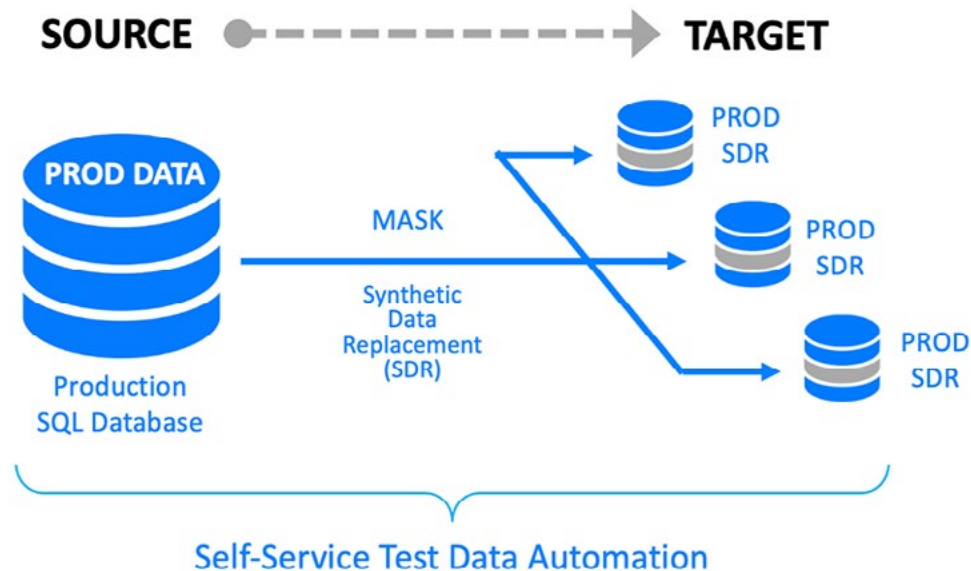 SOURCE
TARGET
PROD DATA
Production
SQL Database
MASK
Synthetic
Data
Replacement
(SDR)
PROD
SDR
PROD
SDR
PROD
SDR
Self-Service Test Data Automation